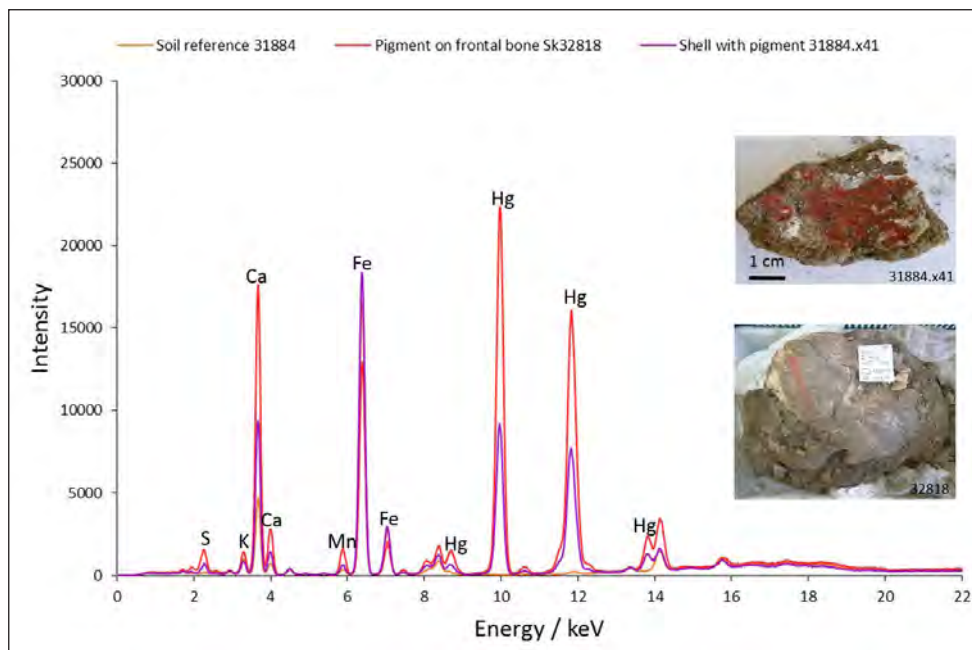 Soil reference 31884 Pigment on frontal bone Sk32818 Shell with pigment 31884.x41
30000
25000
20000
15000
10000
5000
0
Intensity
S
K
Ca
Ca
Mn
Fe
Fe
Hg
Hg
Hg
Hg
1 cm
31884.x41
32818
0 2 4 6 8 10 12 14 16 18 20 22
Energy / keV